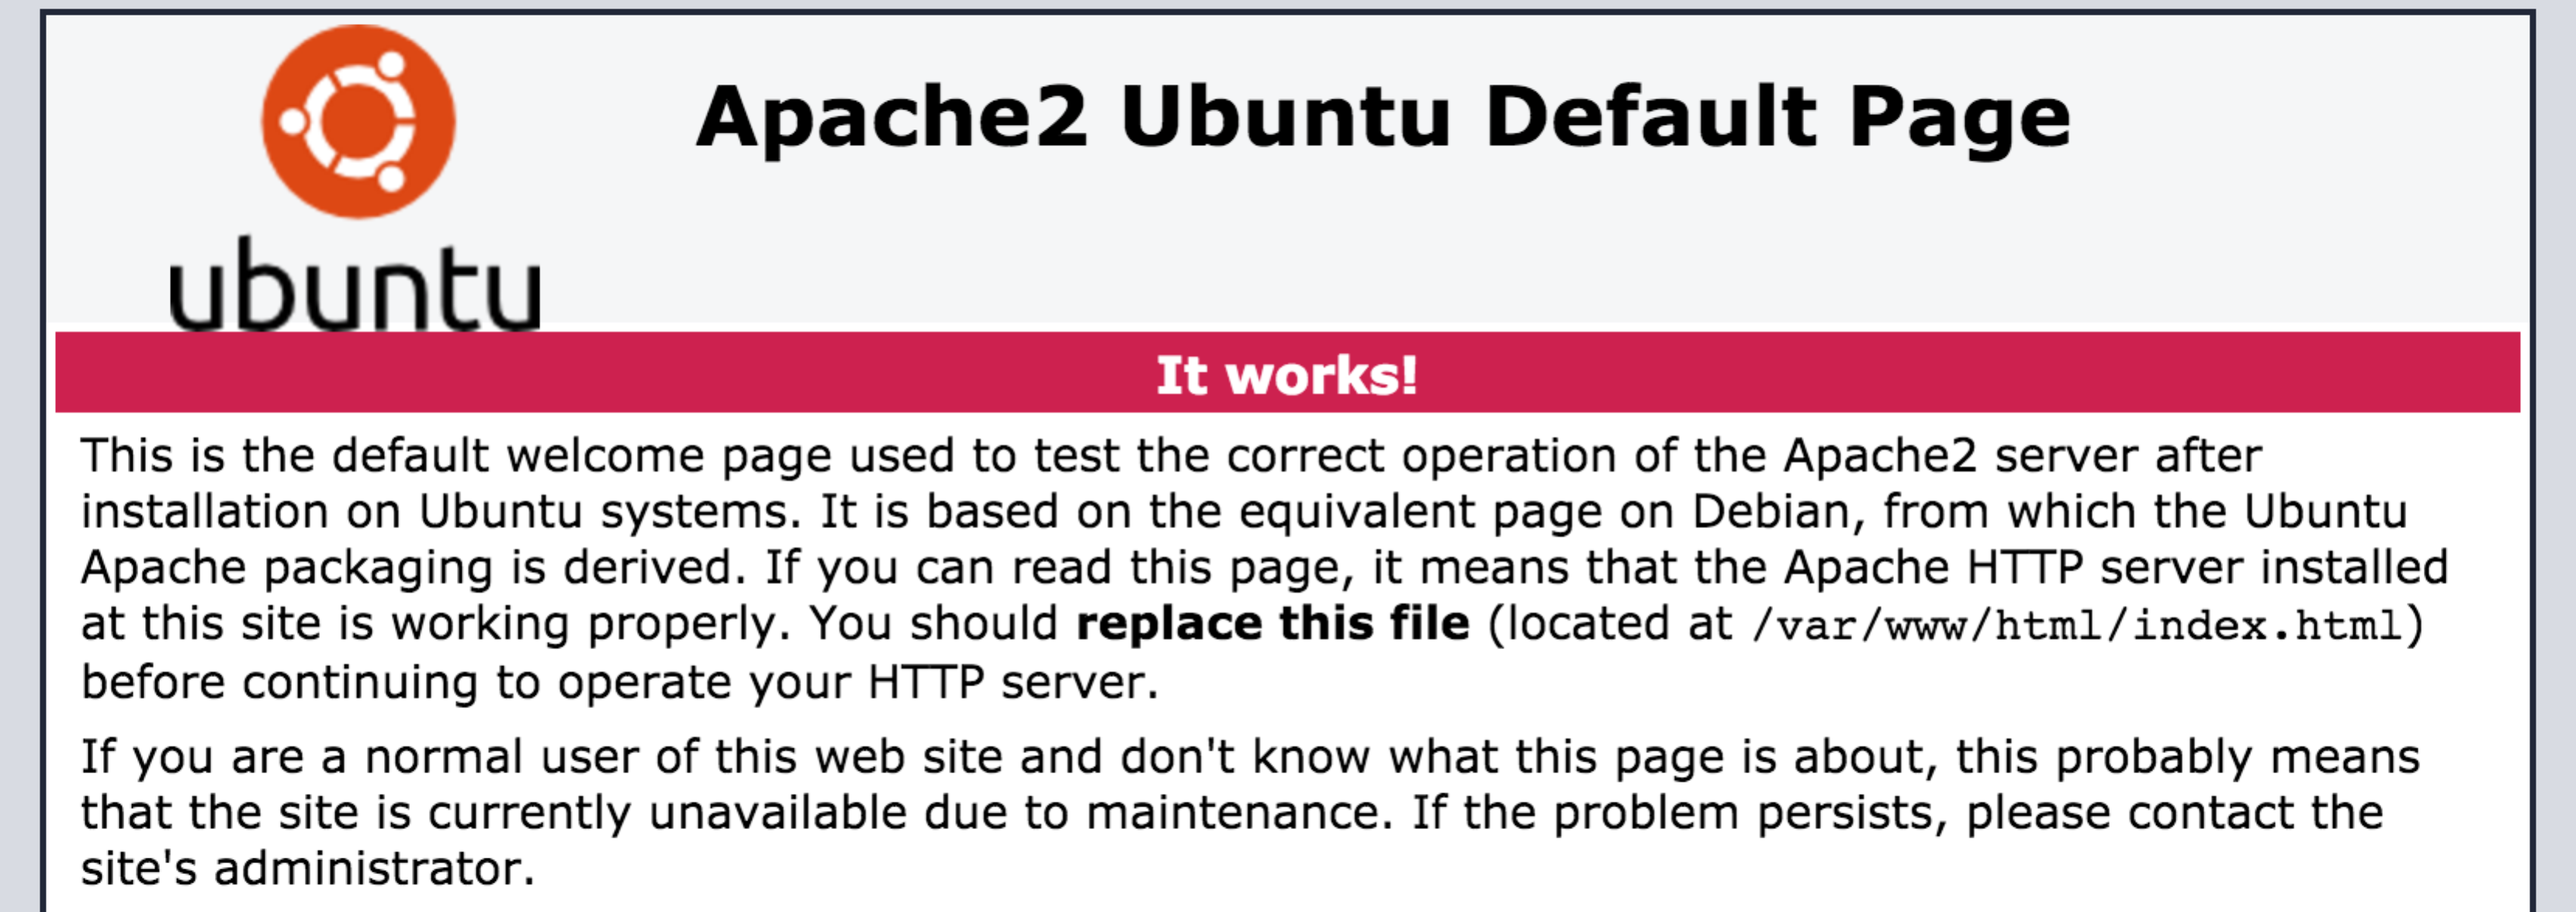 ubuntu
Apache2 Ubuntu Default Page
It works!
This is the default welcome page used to test the correct operation of the Apache2 server after
installation on Ubuntu systems. It is based on the equivalent page on Debian, from which the Ubuntu
Apache packaging is derived. If you can read this page, it means that the Apache HTTP server installed
at this site is working properly. You should replace this file (located at /var/www/html/index.html)
before continuing to operate your HTTP server.
If you are a normal user of this web site and don't know what this page is about, this probably means
that the site is currently unavailable due to maintenance. If the problem persists, please contact the
site's administrator.